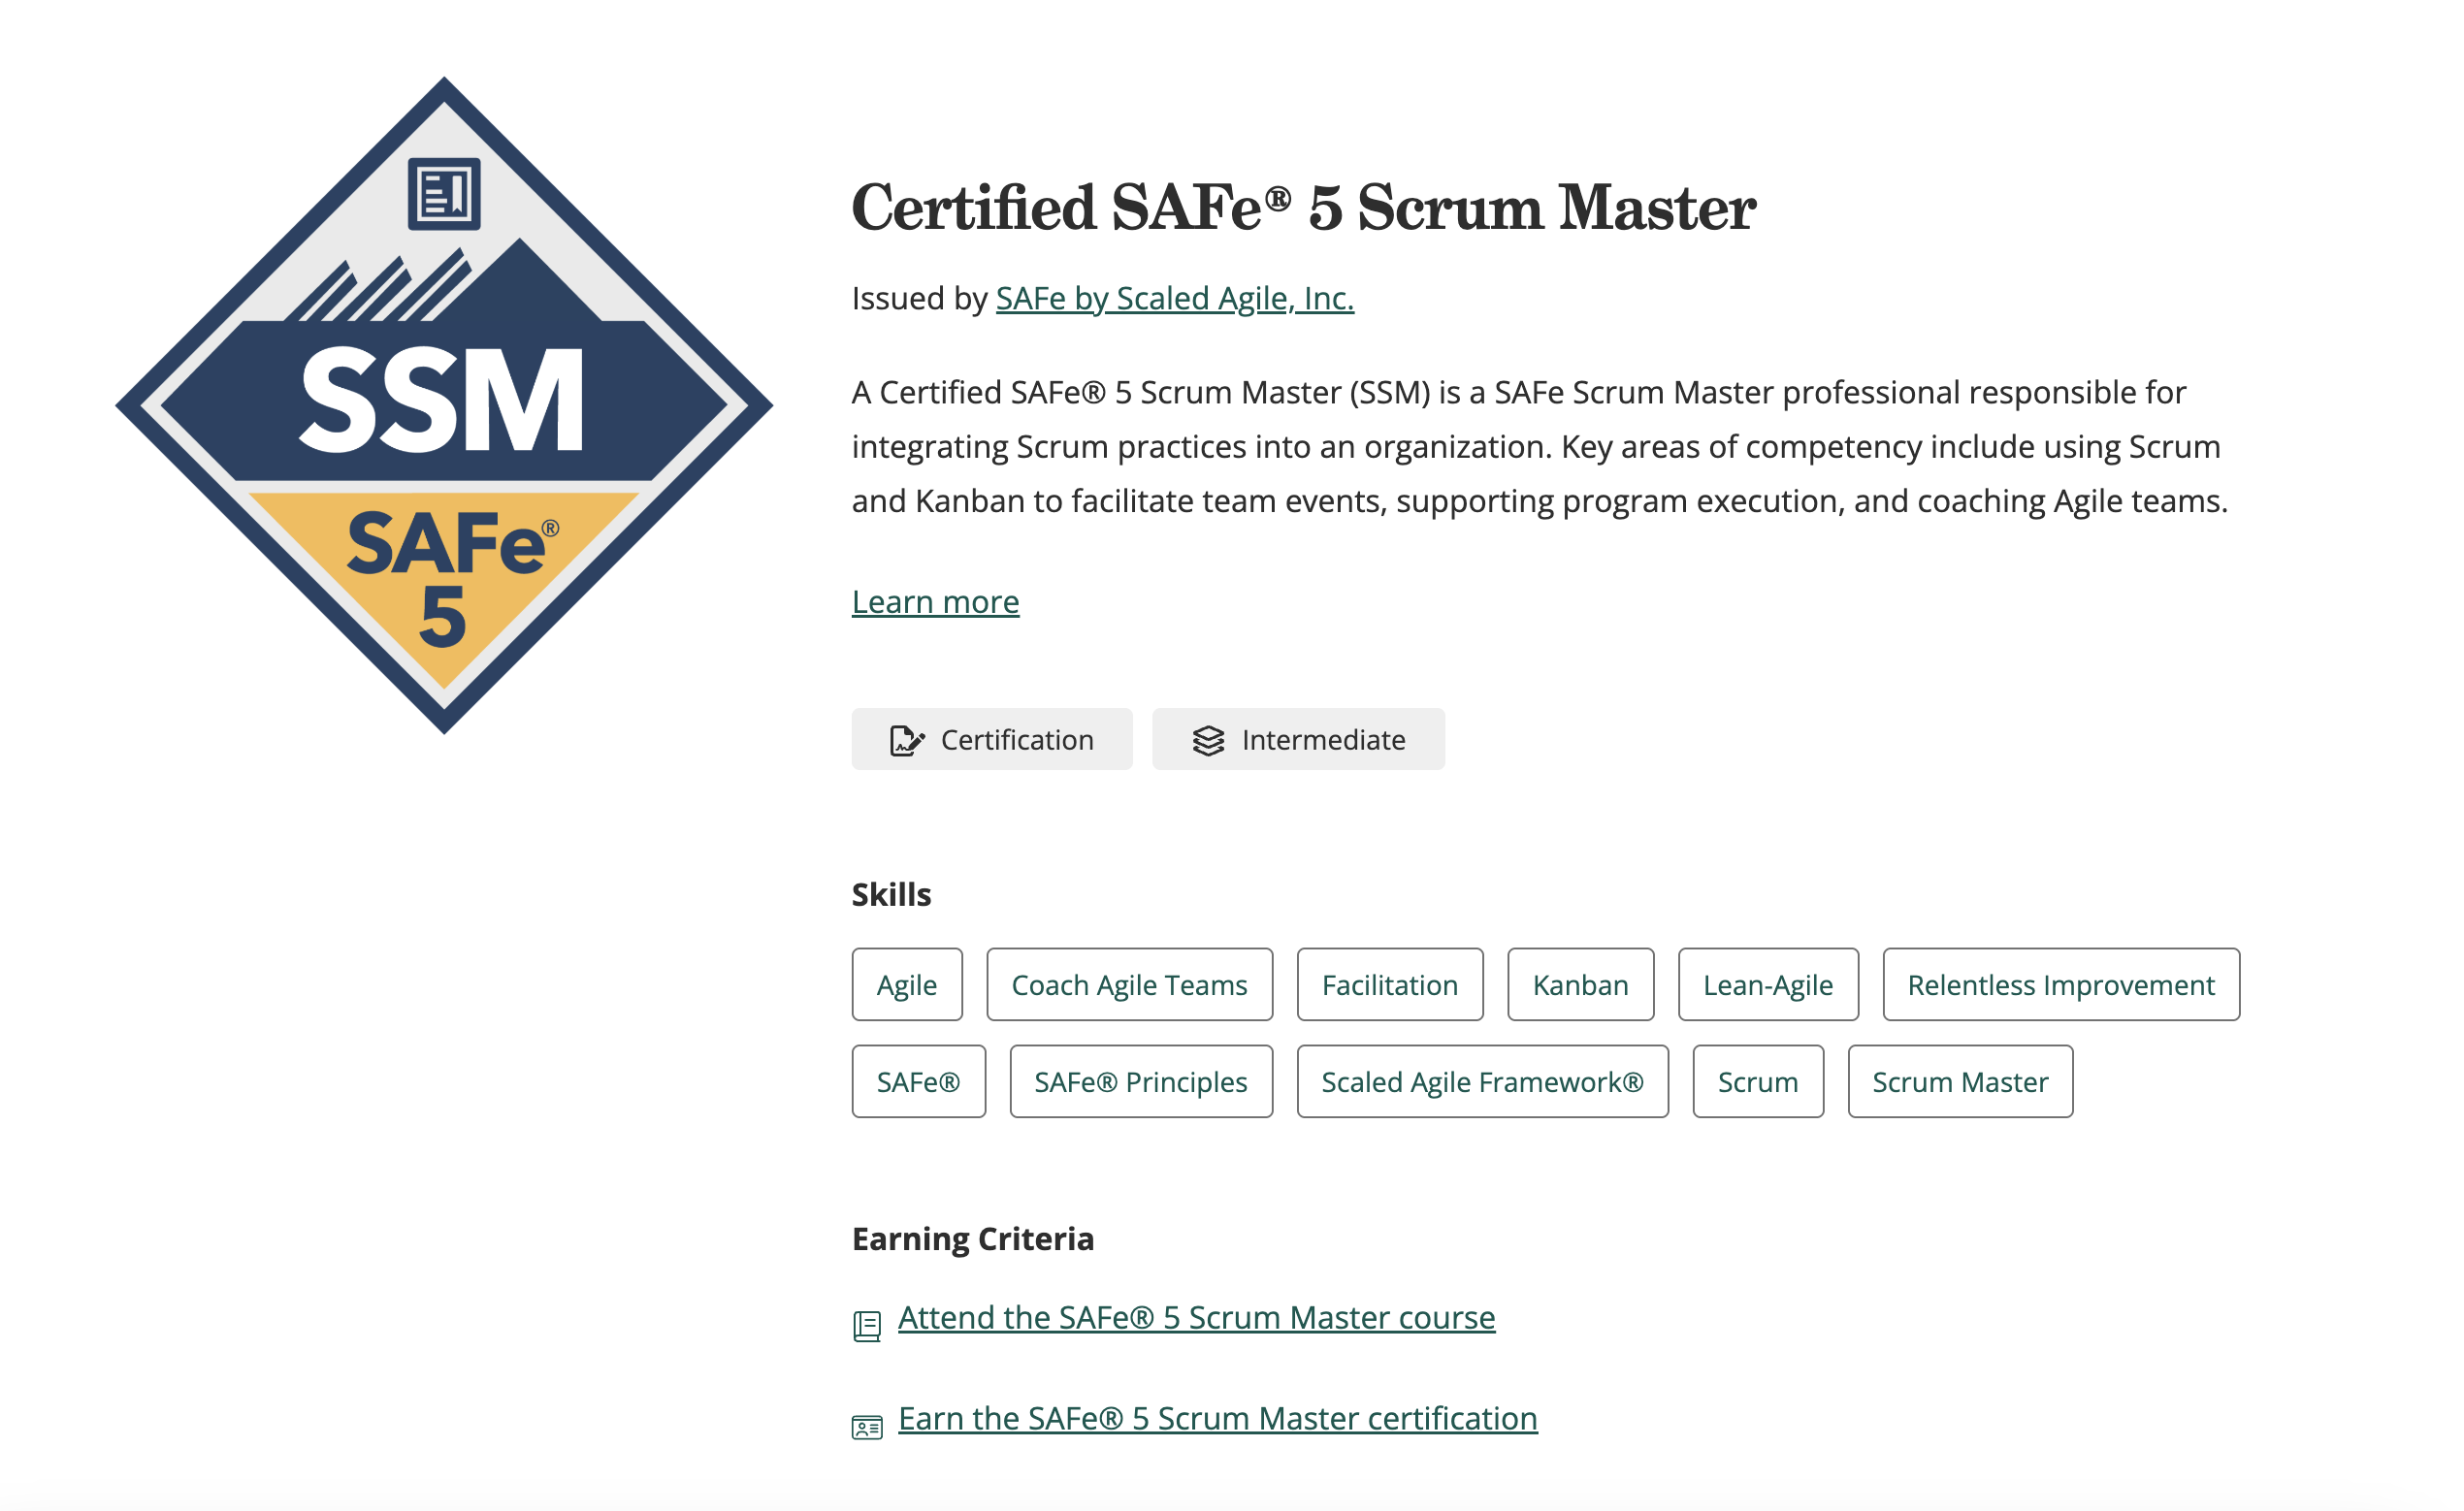 SSM
SAFe®
5
Certified SAFe® 5 Scrum Master
Issued by SAFe by Scaled Agile, Inc.
A Certified SAFe® 5 Scrum Master (SSM) is a SAFe Scrum Master professional responsible for
integrating Scrum practices into an organization. Key areas of competency include using Scrum
and Kanban to facilitate team events, supporting program execution, and coaching Agile teams.
Learn more
Certification Intermediate
Skills
Agile Coach Agile Teams Facilitation Kanban Lean-Agile Relentless Improvement
SAFe® SAFe® Principles Scaled Agile Framework® Scrum Scrum Master
Earning Criteria
Attend the SAFe® 5 Scrum Master course
Earn the SAFe® 5 Scrum Master certification